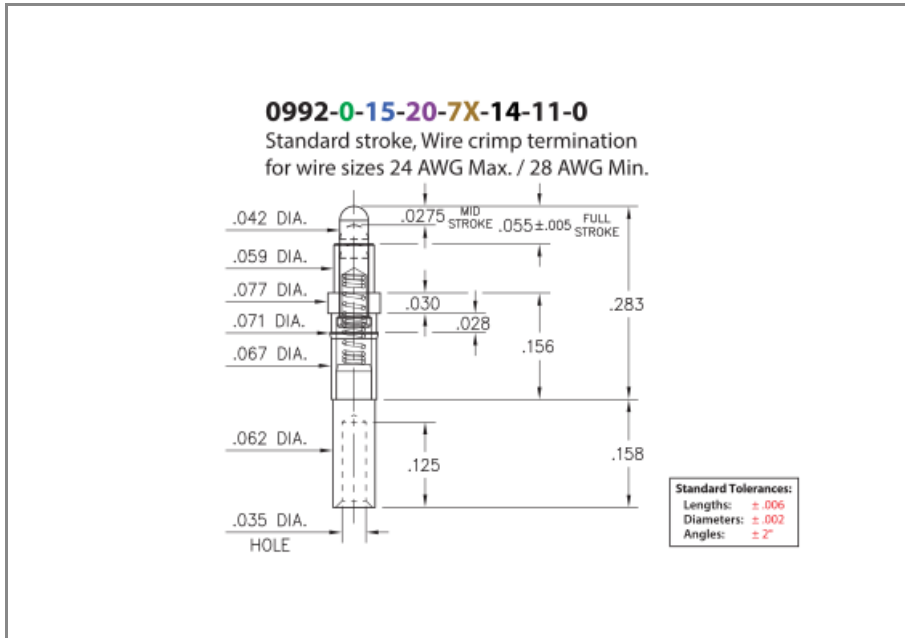 0992-0-15-20-7X-14-11-0
Standard stroke, Wire crimp termination
for wire sizes 24 AWG Max. / 28 AWG Min.
.042 DIA.
.0275 MID STROKE
.055±.005 FULL STROKE
.059 DIA.
.077 DIA.
.030
.283
.071 DIA.
.028
.156
.067 DIA.
.062 DIA.
.125
.158
.035 DIA.
HOLE
Standard Tolerances:
Lengths: ± .006
Diameters: ± .002
Angles: ± 2°